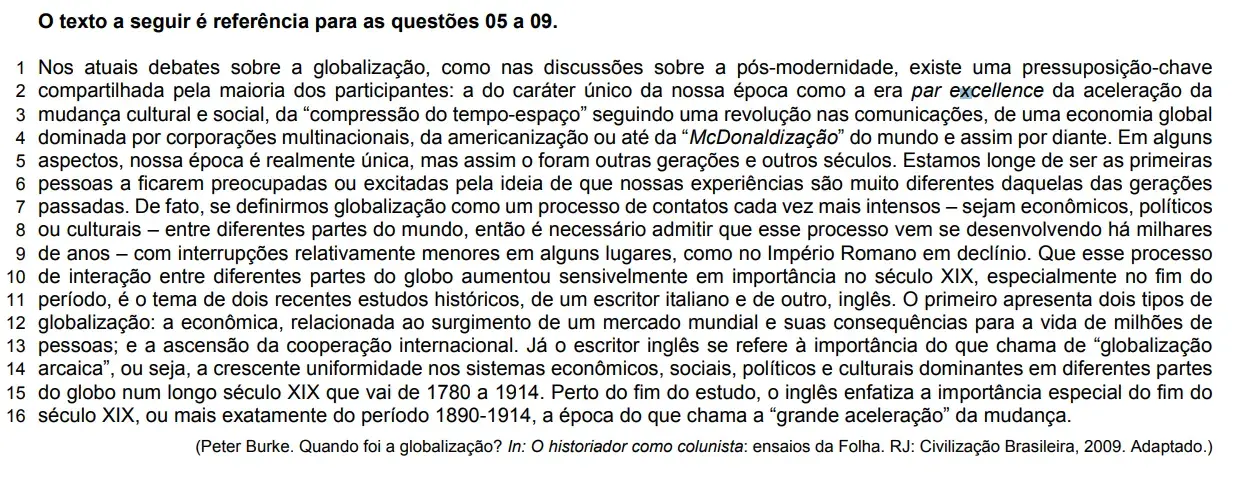 O texto a seguir é referência para as questões 05 a 09.
1 Nos atuais debates sobre a globalização, como nas discussões sobre a pós-modernidade, existe uma pressuposição-chave
2 compartilhada pela maioria dos participantes: a do caráter único da nossa época como a era par excellence da aceleração da
3 mudança cultural e social, da “compressão do tempo-espaço” seguindo uma revolução nas comunicações, de uma economia global
4 dominada por corporações multinacionais, da americanização ou até da “McDonaldização” do mundo e assim por diante. Em alguns
5 aspectos, nossa época é realmente única, mas assim o foram outras gerações e outros séculos. Estamos longe de ser as primeiras
6 pessoas a ficarem preocupadas ou excitadas pela ideia de que nossas experiências são muito diferentes daquelas das gerações
7 passadas. De fato, se definirmos globalização como um processo de contatos cada vez mais intensos – sejam econômicos, políticos
8 ou culturais – entre diferentes partes do mundo, então é necessário admitir que esse processo vem se desenvolvendo há milhares
9 de anos – com interrupções relativamente menores em alguns lugares, como no Império Romano em declínio. Que esse processo
10 de interação entre diferentes partes do globo aumentou sensivelmente em importância no século XIX, especialmente no fim do
11 período, é o tema de dois recentes estudos históricos, de um escritor italiano e de outro, inglês. O primeiro apresenta dois tipos de
12 globalização: a econômica, relacionada ao surgimento de um mercado mundial e suas consequências para a vida de milhões de
13 pessoas; e a ascensão da cooperação internacional. Já o escritor inglês se refere à importância do que chama de “globalização
14 arcaica”, ou seja, a crescente uniformidade nos sistemas econômicos, sociais, políticos e culturais dominantes em diferentes partes
15 do globo num longo século XIX que vai de 1780 a 1914. Perto do fim do estudo, o inglês enfatiza a importância especial do fim do
16 século XIX, ou mais exatamente do período 1890-1914, a época do que chama a “grande aceleração” da mudança.
(Peter Burke. Quando foi a globalização? In: O historiador como colunista: ensaios da Folha. RJ: Civilização Brasileira, 2009. Adaptado.)